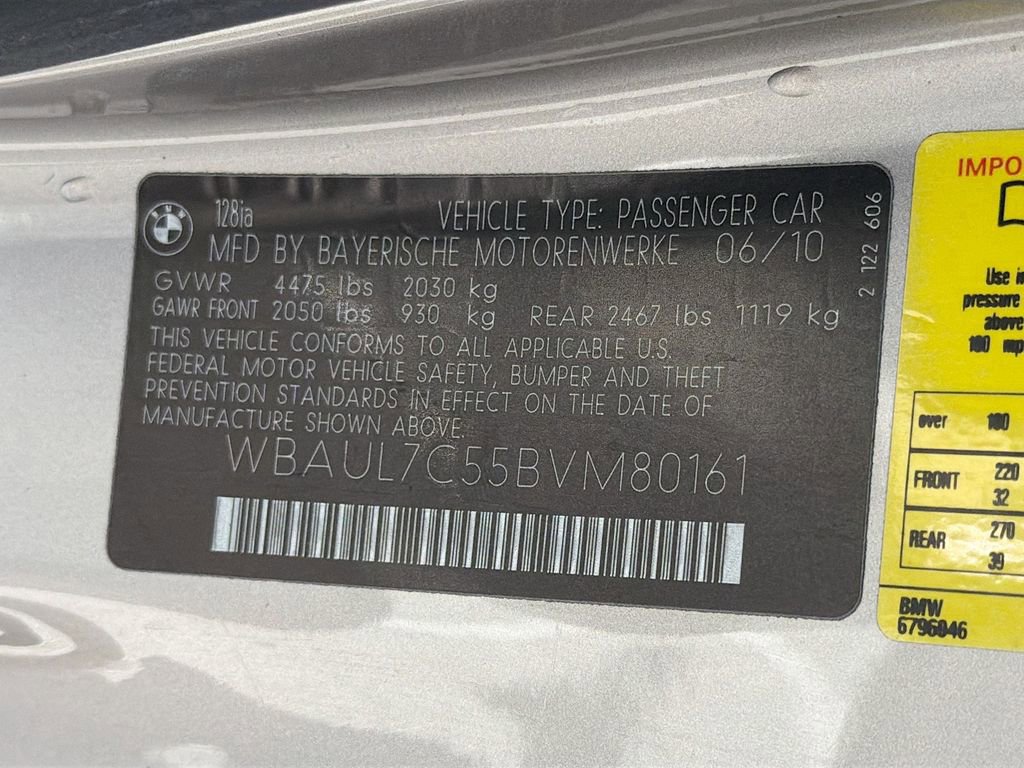 BMW
128ia VEHICLE TYPE: PASSENGER CAR
MFD BY BAYERISCHE MOTORENWERKE 06/10
GVWR 4475 lbs 2030 kg
GAWR FRONT 2050 lbs 930 kg REAR 2467 lbs 1119 kg
THIS VEHICLE CONFORMS TO ALL APPLICABLE U.S.
FEDERAL MOTOR VEHICLE SAFETY, BUMPER AND THEFT
PREVENTION STANDARDS IN EFFECT ON THE DATE OF
MANUFACTURE SHOWN ABOVE.
WBAUL7C55BVM80161
2 122 606
Use
pressure
above
100
over 100
FRONT 220
32
REAR 270
39
BMW
6796046